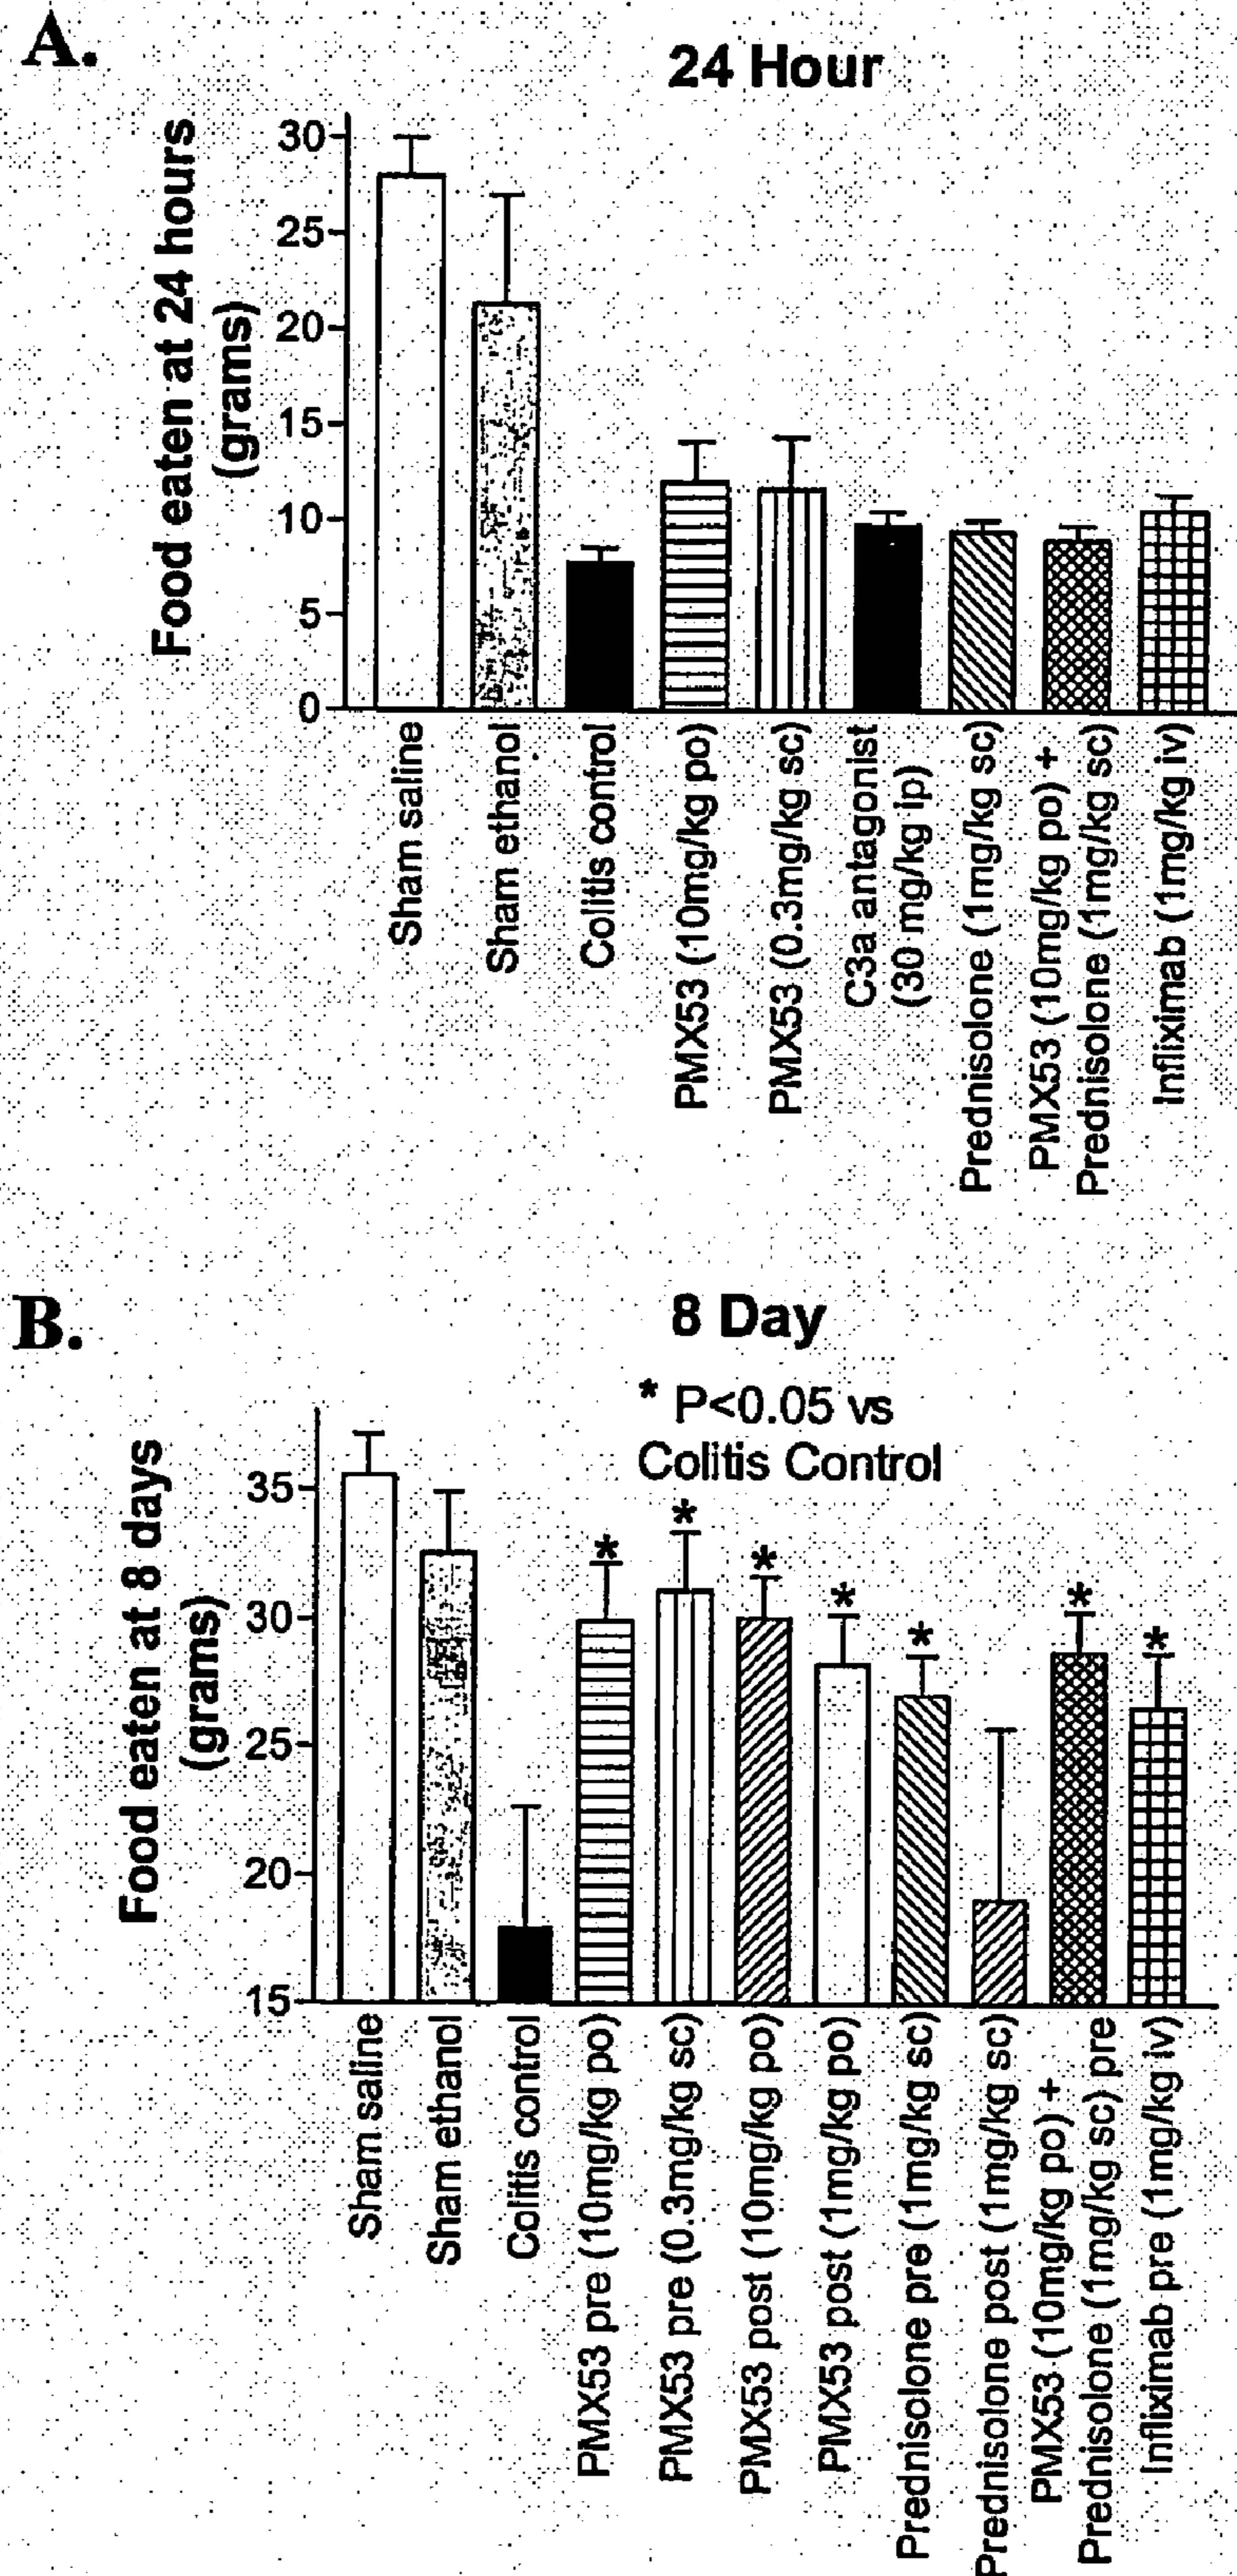 A.
24 Hour
Food eaten at 24 hours
(grams)
30
25
20
15
10
5
0
Sham saline
Sham ethanol
Colitis control
PMX53 (10mg/kg po)
PMX53 (0.3mg/kg sc)
C3a antagonist
(30 mg/kg ip)
Prednisolone (1mg/kg sc)
PMX53 (10mg/kg po) +
Prednisolone (1mg/kg sc)
Infliximab (1mg/kg iv)
B.
8 Day
* P<0.05 vs
Colitis Control
Food eaten at 8 days
(grams)
35
30
25
20
15
*
*
*
*
*
*
*
Sham saline
Sham ethanol
Colitis control
PMX53 pre (10mg/kg po)
PMX53 pre (0.3mg/kg sc)
PMX53 post (10mg/kg po)
PMX53 post (1mg/kg po)
Prednisolone pre (1mg/kg sc)
Prednisolone post (1mg/kg sc)
PMX53 (10mg/kg po) +
Prednisolone (1mg/kg sc) pre
Infliximab pre (1mg/kg iv)